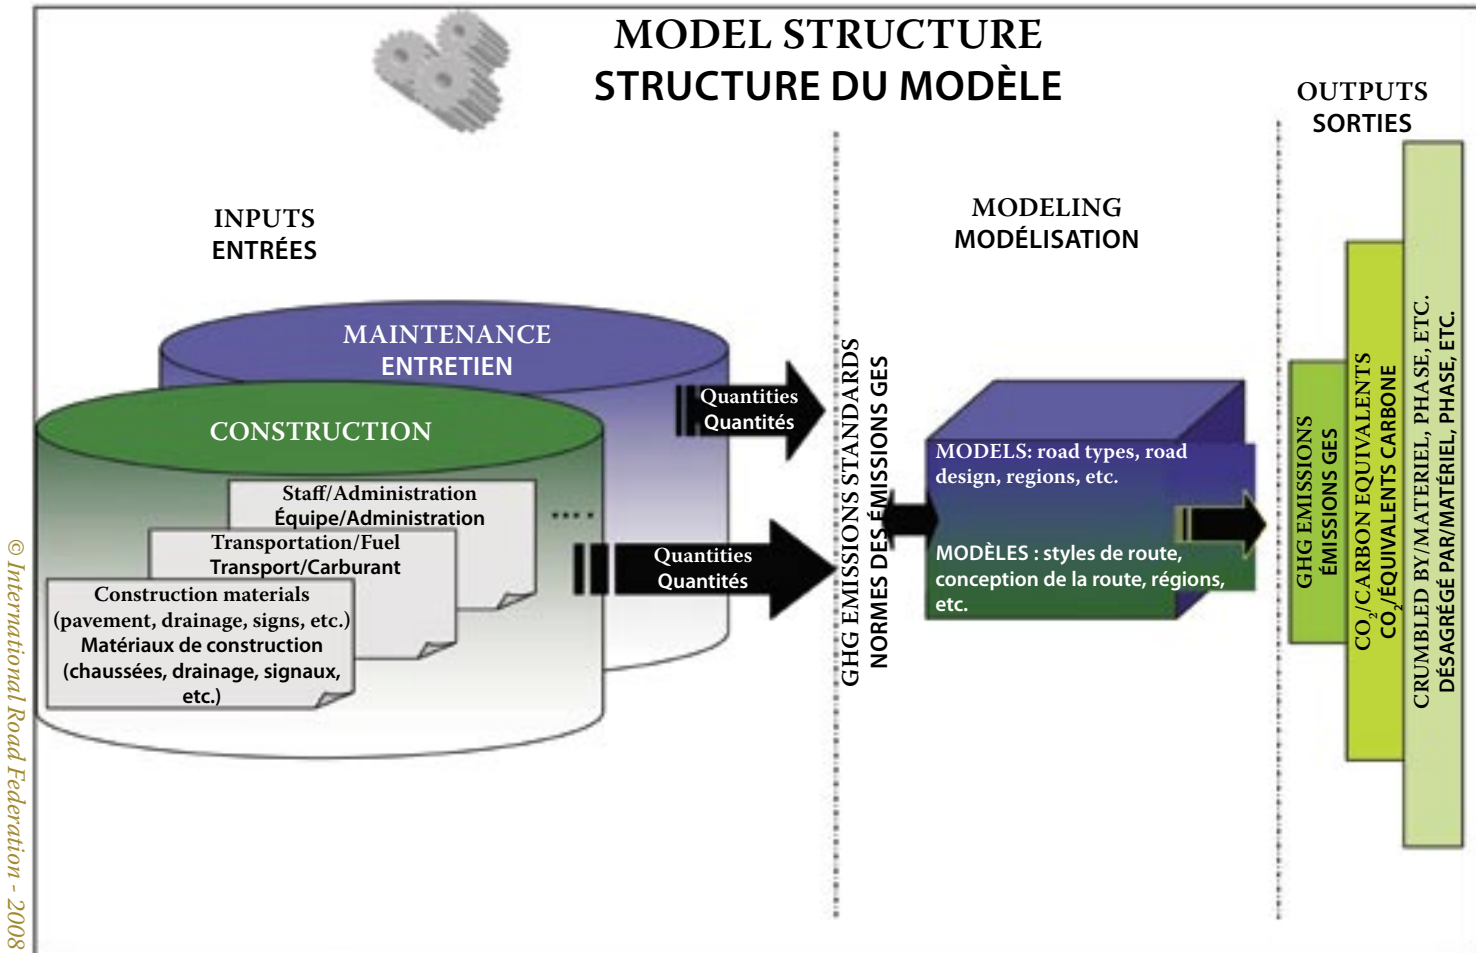 MODEL STRUCTURE
STRUCTURE DU MODÈLE
INPUTS
ENTRÉES
MAINTENANCE
ENTRETIEN
CONSTRUCTION
Staff/Administration
Équipe/Administration
....
Transportation/Fuel
Transport/Carburant
Construction materials
(pavement, drainage, signs, etc.)
Matériaux de construction
(chaussées, drainage, signaux,
etc.)
Quantities
Quantités
Quantities
Quantités
GHG EMISSIONS STANDARDS
NORMES DES ÉMISSIONS GES
MODELING
MODÉLISATION
MODELS: road types, road
design, regions, etc.
MODÈLES : styles de route,
conception de la route, régions,
etc.
OUTPUTS
SORTIES
GHG EMISSIONS
ÉMISSIONS GES
CO₂/CARBON EQUIVALENTS
CO₂/ÉQUIVALENTS CARBONE
CRUMBLED BY/MATERIEL, PHASE, ETC.
DÉSAGRÉGÉ PAR/MATÉRIEL, PHASE, ETC.
© International Road Federation - 2008